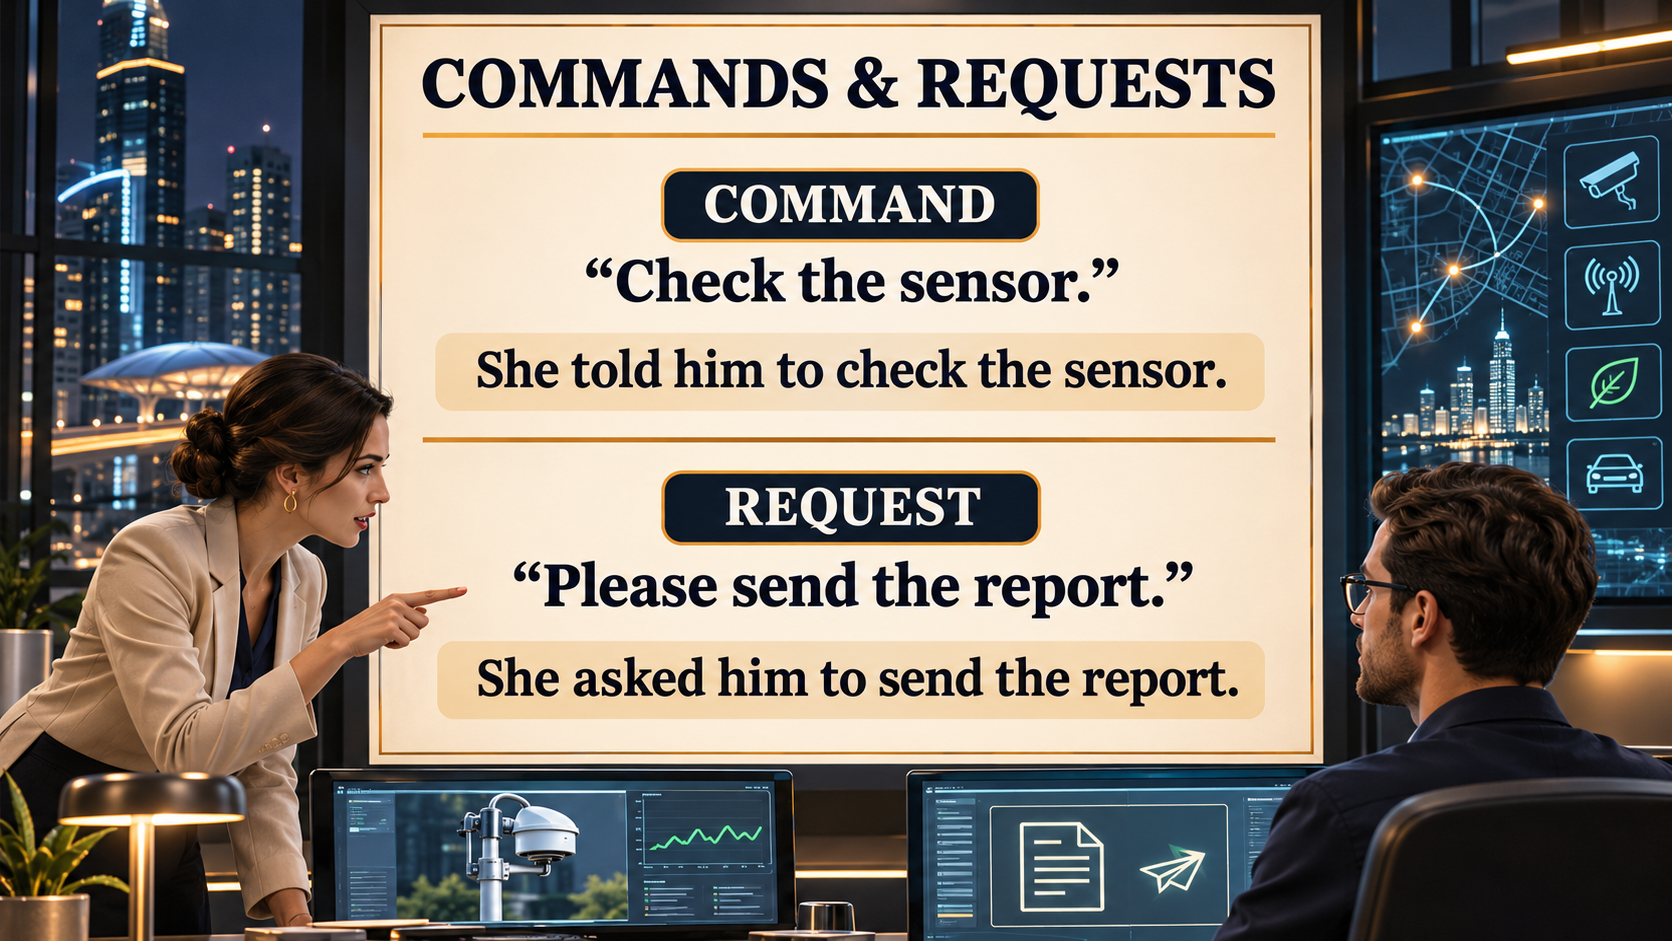 COMMANDS & REQUESTS
COMMAND
“Check the sensor.”
She told him to check the sensor.
REQUEST
“Please send the report.”
She asked him to send the report.